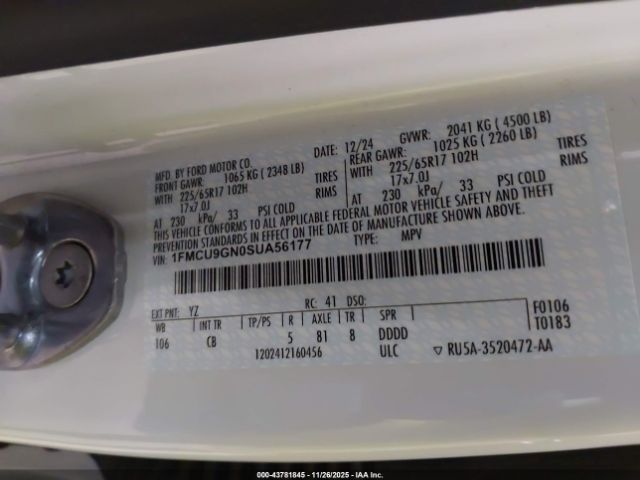 MFD. BY FORD MOTOR CO.
DATE: 12/24 GVWR: 2041 KG ( 4500 LB)
FRONT GAWR: 1065 KG ( 2348 LB) REAR GAWR: 1025 KG ( 2260 LB)
WITH 225/65R17 102H TIRES WITH 225/65R17 102H TIRES
17x7.0J RIMS 17x7.0J RIMS
AT 230 kPa/ 33 PSI COLD AT 230 kPa/ 33 PSI COLD
THIS VEHICLE CONFORMS TO ALL APPLICABLE FEDERAL MOTOR VEHICLE SAFETY AND THEFT
PREVENTION STANDARDS IN EFFECT ON THE DATE OF MANUFACTURE SHOWN ABOVE.
VIN: 1FMCU9GN0SUA56177 TYPE: MPV
EXT PNT: YZ RC: 41 DSO:
WB INT TR TP/PS R AXLE TR SPR F0106
106 CB 5 81 8 DDDD T0183
1202412160456 ULC ▽ RU5A-3520472-AA
000-43781845 | 11/26/2025 - IAA Inc.